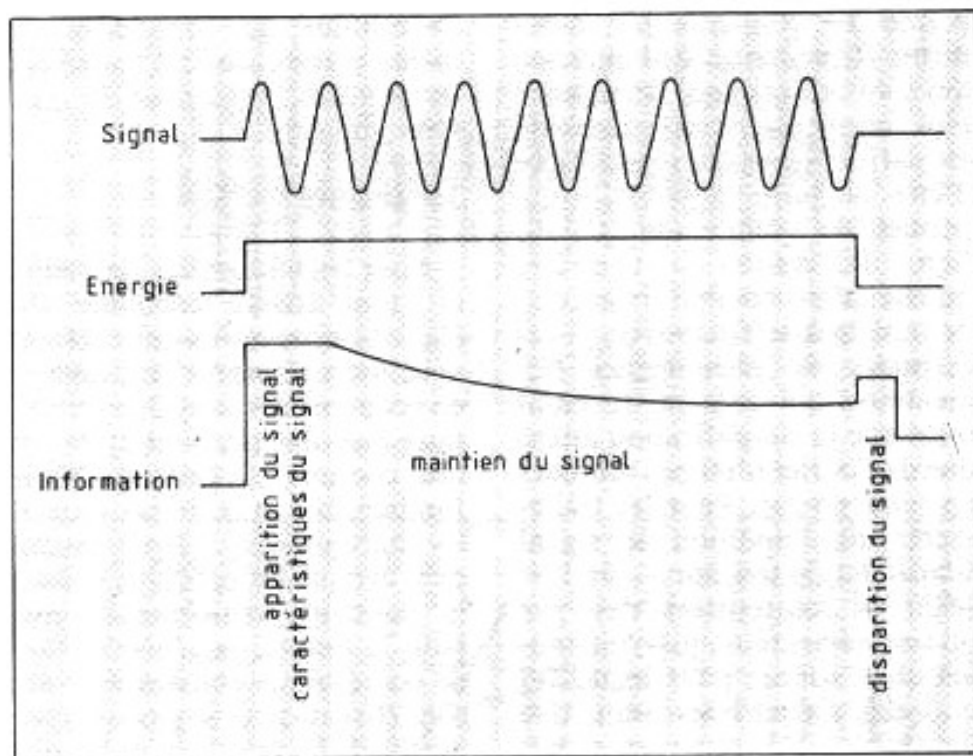 Signal
Energie
Information
apparition du signal
caractéristiques du signal
maintien du signal
disparition du signal